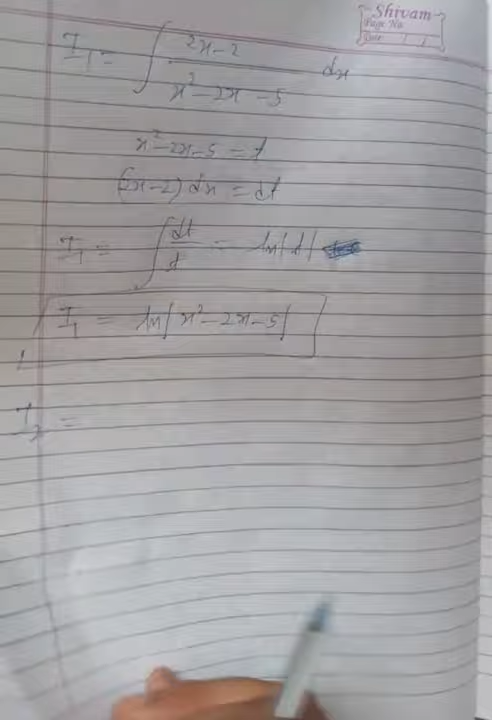 Shivam
Page No.
Date / /
I₁ = ∫ 2x-2 / x²-2x-5 dx
x²-2x-5 = t
(2x-2) dx = dt
I₁ = ∫ dt/t = ln|t|
I₁ = ln|x²-2x-5|
I₂ =